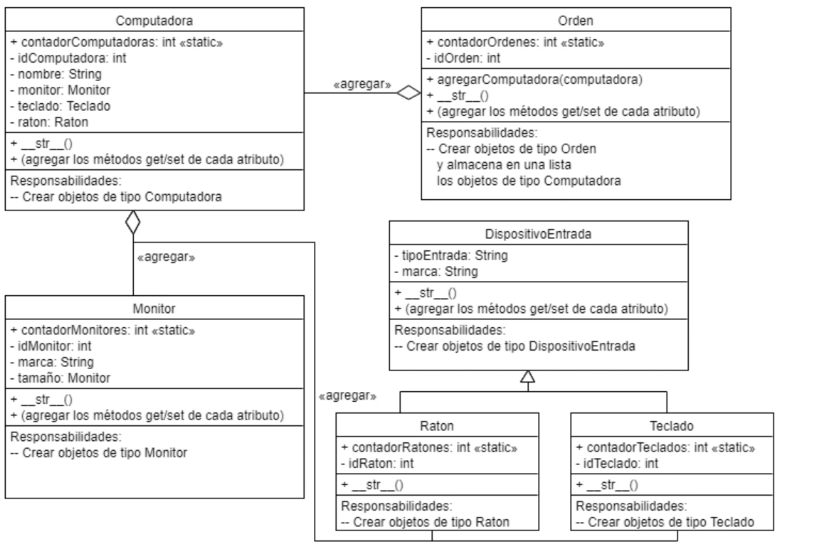 Computadora
+ contadorComputadoras: int «static»
- idComputadora: int
- nombre: String
- monitor: Monitor
- teclado: Teclado
- raton: Raton
+ __str__()
+ (agregar los métodos get/set de cada atributo)
Responsabilidades:
-- Crear objetos de tipo Computadora
«agregar»
Orden
+ contadorOrdenes: int «static»
- idOrden: int
+ agregarComputadora(computadora)
+ __str__()
+ (agregar los métodos get/set de cada atributo)
Responsabilidades:
-- Crear objetos de tipo Orden
y almacena en una lista
los objetos de tipo Computadora
«agregar»
Monitor
+ contadorMonitores: int «static»
- idMonitor: int
- marca: String
- tamaño: Monitor
+ __str__()
+ (agregar los métodos get/set de cada atributo)
Responsabilidades:
-- Crear objetos de tipo Monitor
DispositivoEntrada
- tipoEntrada: String
- marca: String
+ __str__()
+ (agregar los métodos get/set de cada atributo)
Responsabilidades:
-- Crear objetos de tipo DispositivoEntrada
«agregar»
Raton
+ contadorRatones: int «static»
- idRaton: int
+ __str__()
Responsabilidades:
-- Crear objetos de tipo Raton
Teclado
+ contadorTeclados: int «static»
- idTeclado: int
+ __str__()
Responsabilidades:
-- Crear objetos de tipo Teclado